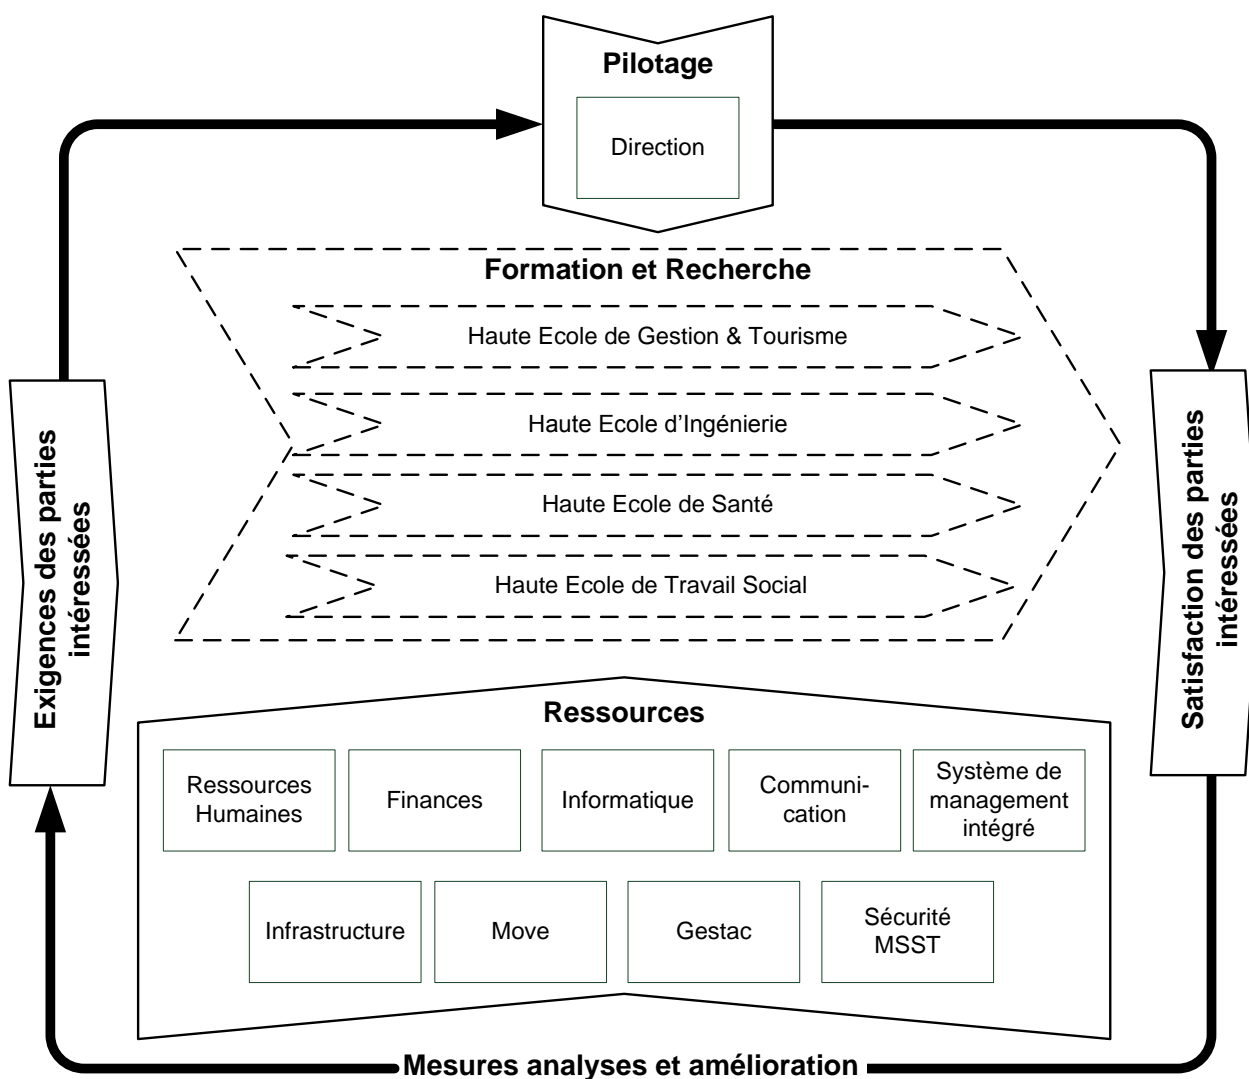 Pilotage
Direction
Formation et Recherche
Haute Ecole de Gestion & Tourisme
Haute Ecole d’Ingénierie
Haute Ecole de Santé
Haute Ecole de Travail Social
Exigences des parties
intéressées
Satisfaction des parties
intéressées
Ressources
Ressources
Humaines
Finances
Informatique
Communi-
cation
Système de
management
intégré
Infrastructure
Move
Gestac
Sécurité
MSST
Mesures analyses et amélioration